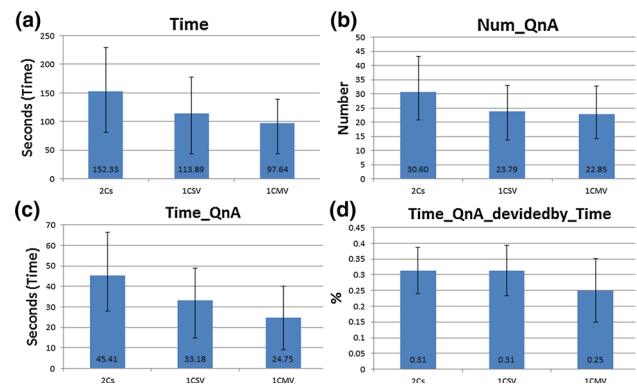 (a) Time
Seconds (Time)
250
200
150
100
50
0
152.33 113.89 97.64
2Cs 1CSV 1CMV
(b) Num_QnA
Number
50
45
40
35
30
25
20
15
10
5
0
30.60 23.79 22.85
2Cs 1CSV 1CMV
(c) Time_QnA
Seconds (Time)
70
60
50
40
30
20
10
0
45.41 33.18 24.75
2Cs 1CSV 1CMV
(d) Time_QnA_devidedby_Time
%
0.45
0.4
0.35
0.3
0.25
0.2
0.15
0.1
0.05
0
0.31 0.31 0.25
2Cs 1CSV 1CMV